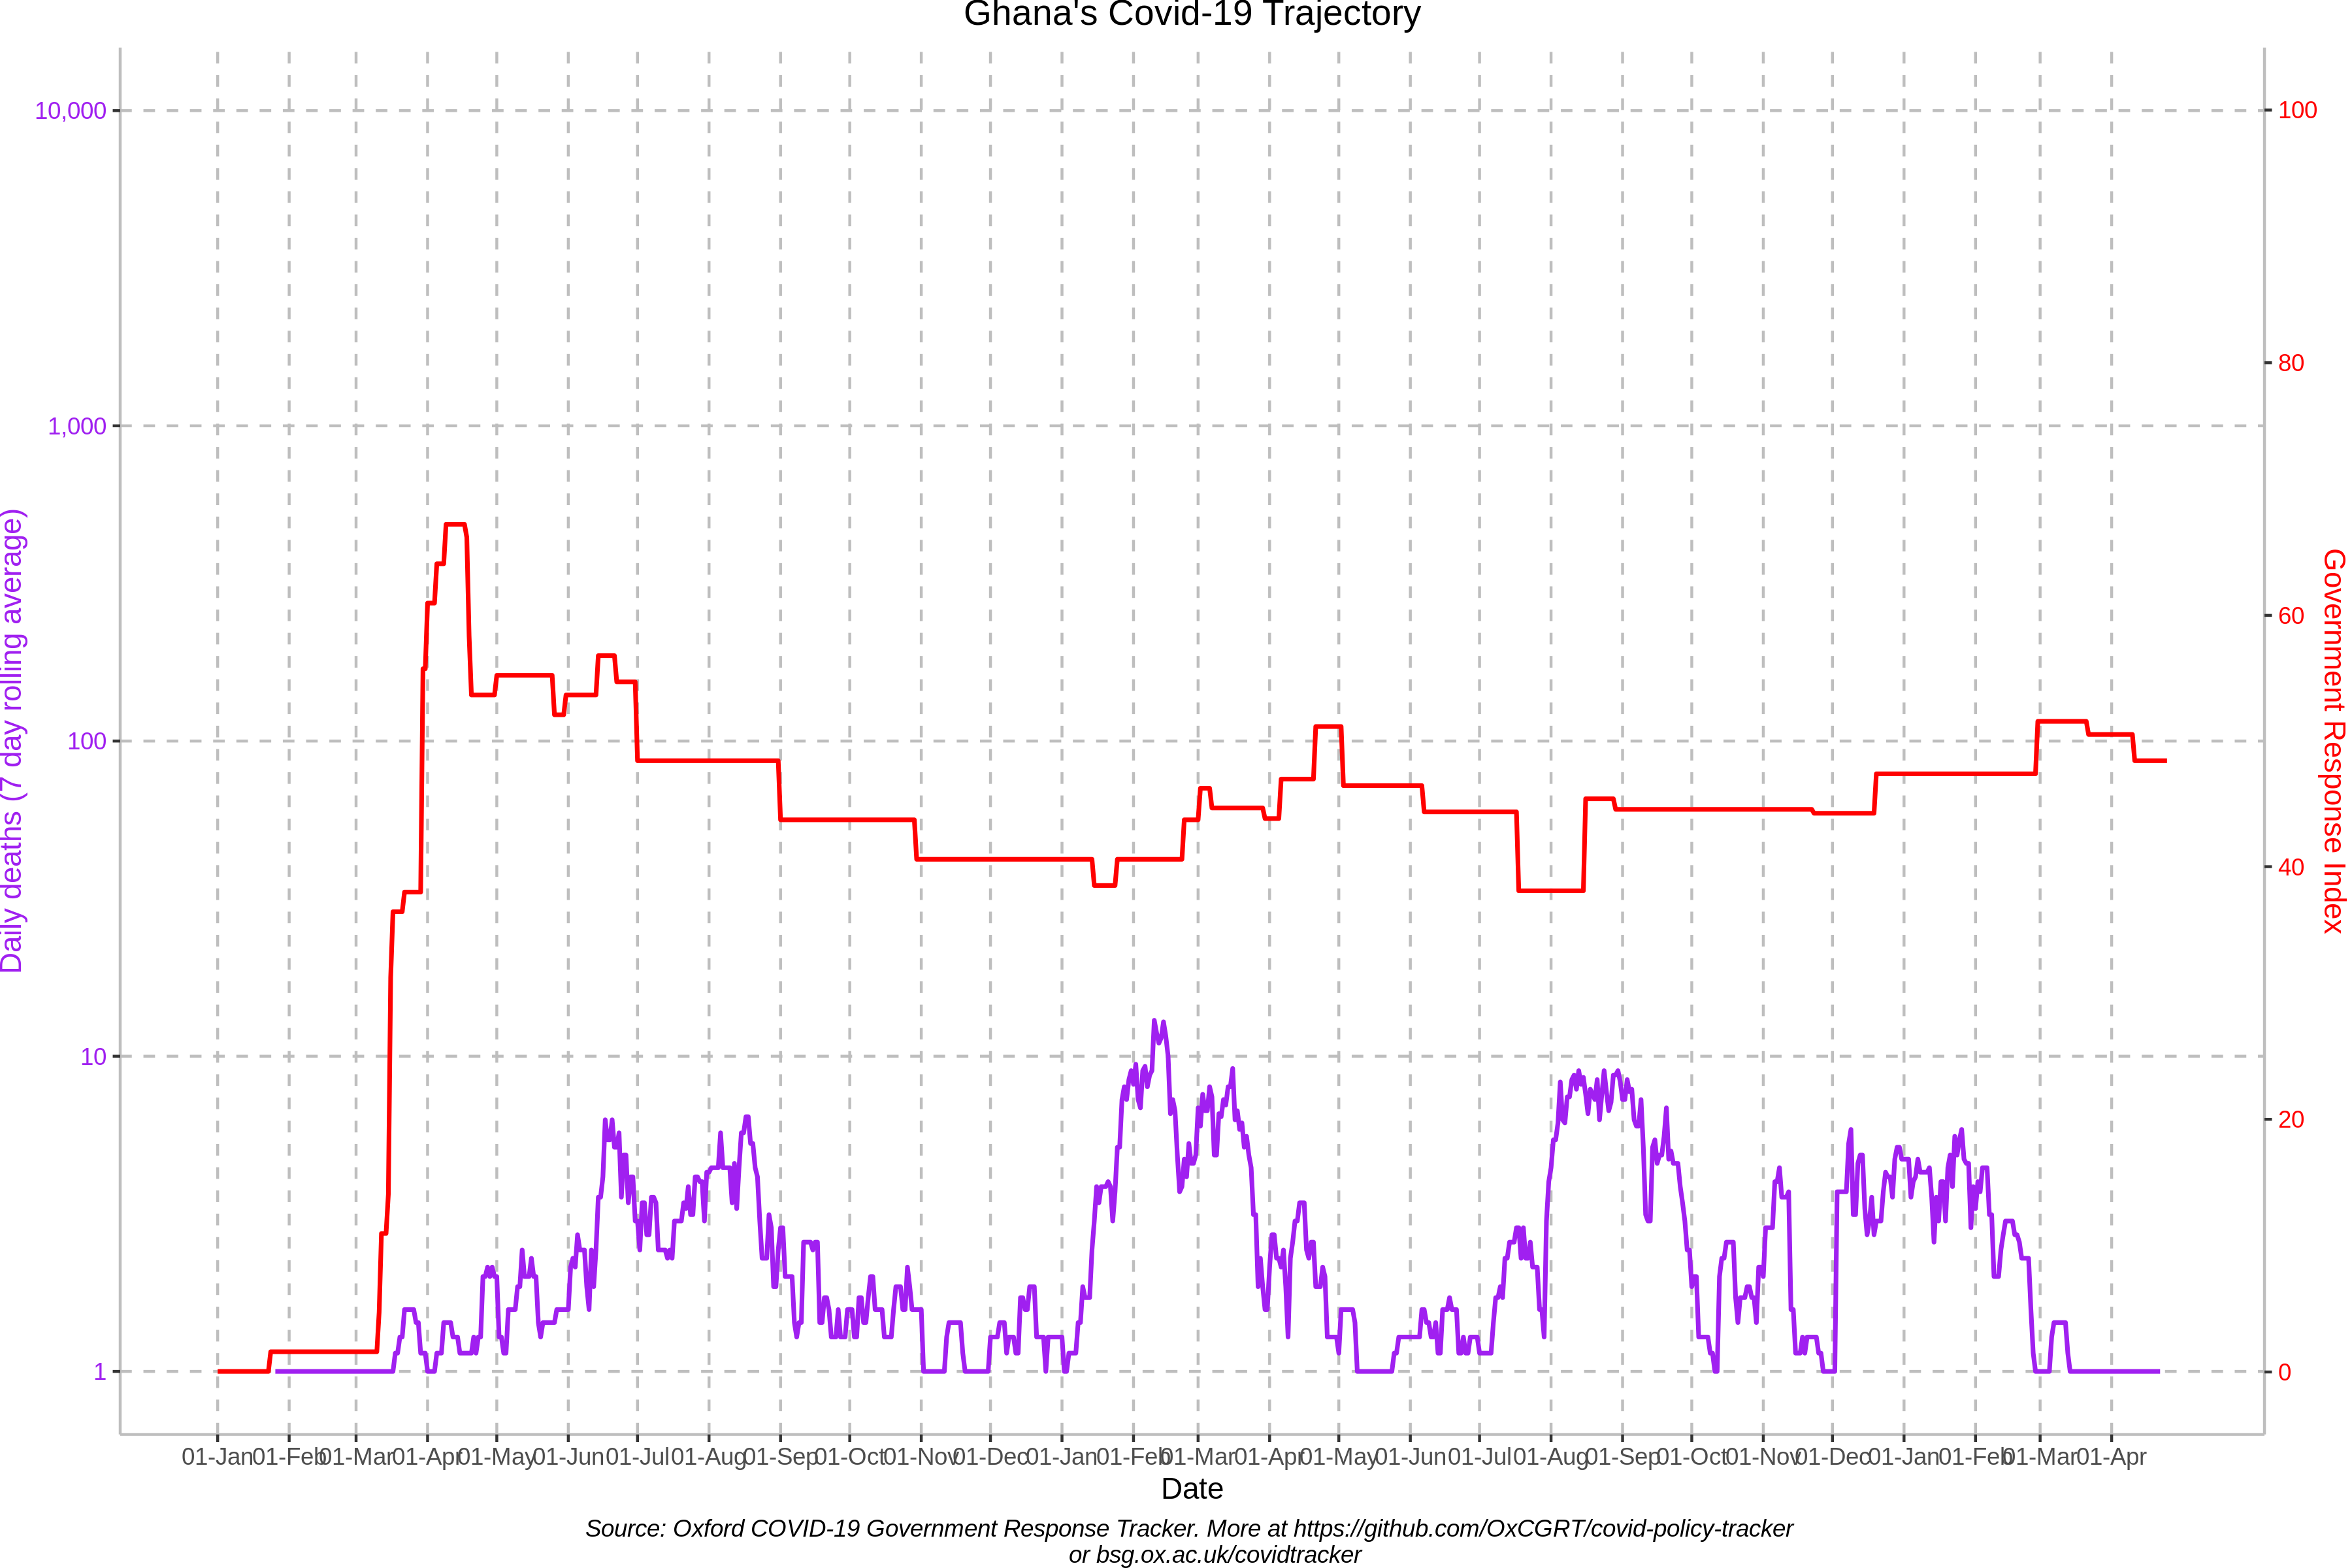 Ghana's Covid-19 Trajectory
10,000
1,000
100
10
1
Daily deaths (7 day rolling average)
100
80
60
40
20
0
Government Response Index
01-Jan 01-Feb 01-Mar 01-Apr 01-May 01-Jun 01-Jul 01-Aug 01-Sep 01-Oct 01-Nov 01-Dec 01-Jan 01-Feb 01-Mar 01-Apr 01-May 01-Jun 01-Jul 01-Aug 01-Sep 01-Oct 01-Nov 01-Dec 01-Jan 01-Feb 01-Mar 01-Apr
Date
Source: Oxford COVID-19 Government Response Tracker. More at https://github.com/OxCGRT/covid-policy-tracker
or bsg.ox.ac.uk/covidtracker